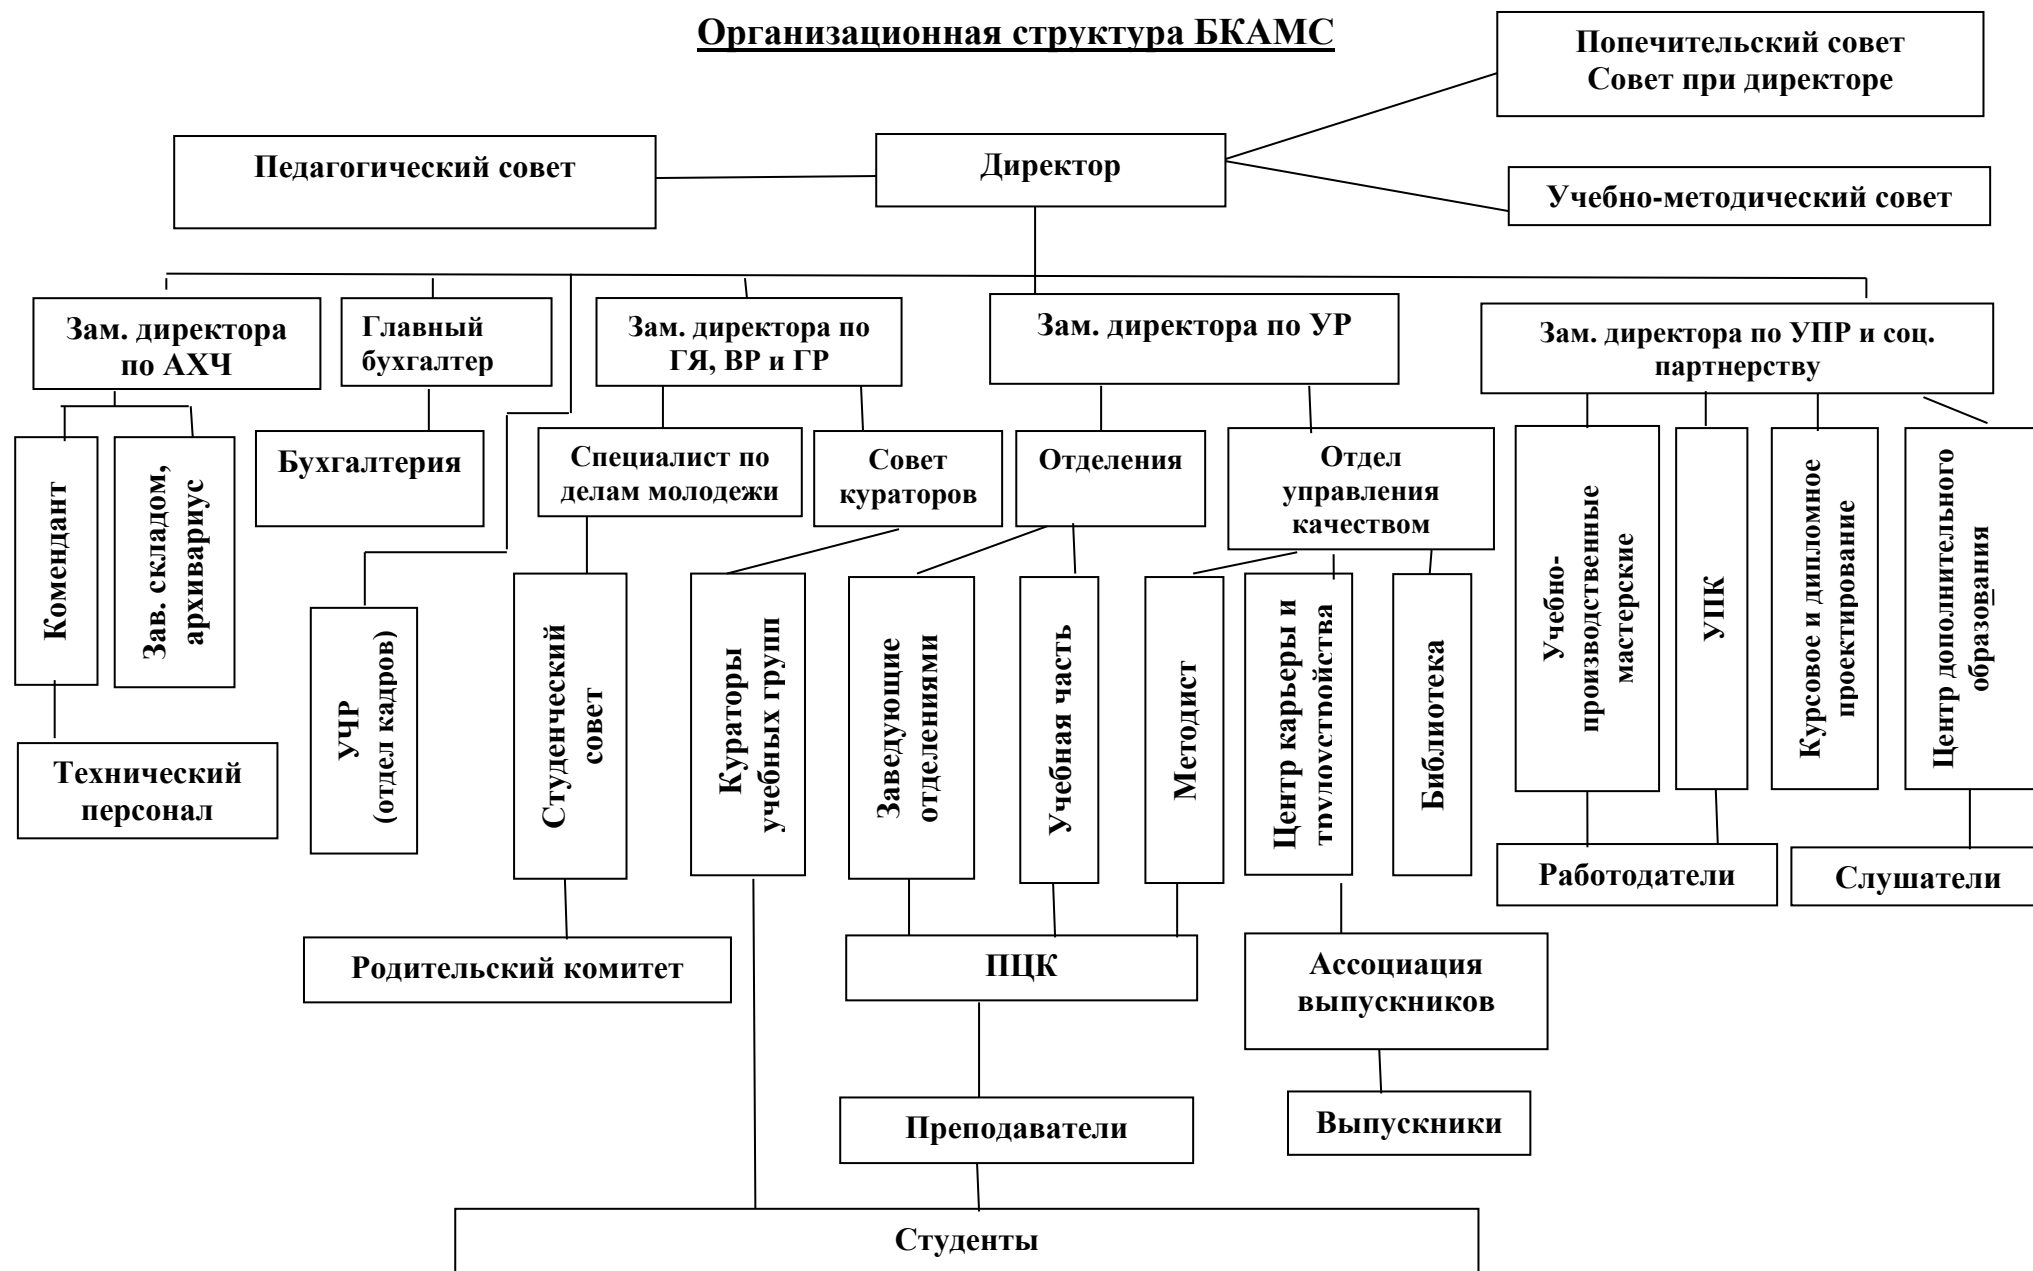 Организационная структура БКАМС
Попечительский совет
Совет при директоре
Педагогический совет
Директор
Учебно-методический совет
Зам. директора
по АХЧ
Главный
бухгалтер
Зам. директора по
ГЯ, ВР и ГР
Зам. директора по УР
Зам. директора по УПР и соц.
партнерству
Комендант
Зав. складом,
архивариус
Бухгалтерия
Специалист по
делам молодежи
Совет
кураторов
Отделения
Отдел
управления
качеством
Учебно-
производственные
мастерские
УПК
Курсовое и дипломное
проектирование
Центр дополнительного
образования
УЧР
(отдел кадров)
Студенческий
совет
Кураторы
учебных групп
Заведующие
отделениями
Учебная часть
Методист
Центр карьеры и
трудоустройства
Библиотека
Технический
персонал
Работодатели
Слушатели
Родительский комитет
ПЦК
Ассоциация
выпускников
Преподаватели
Выпускники
Студенты